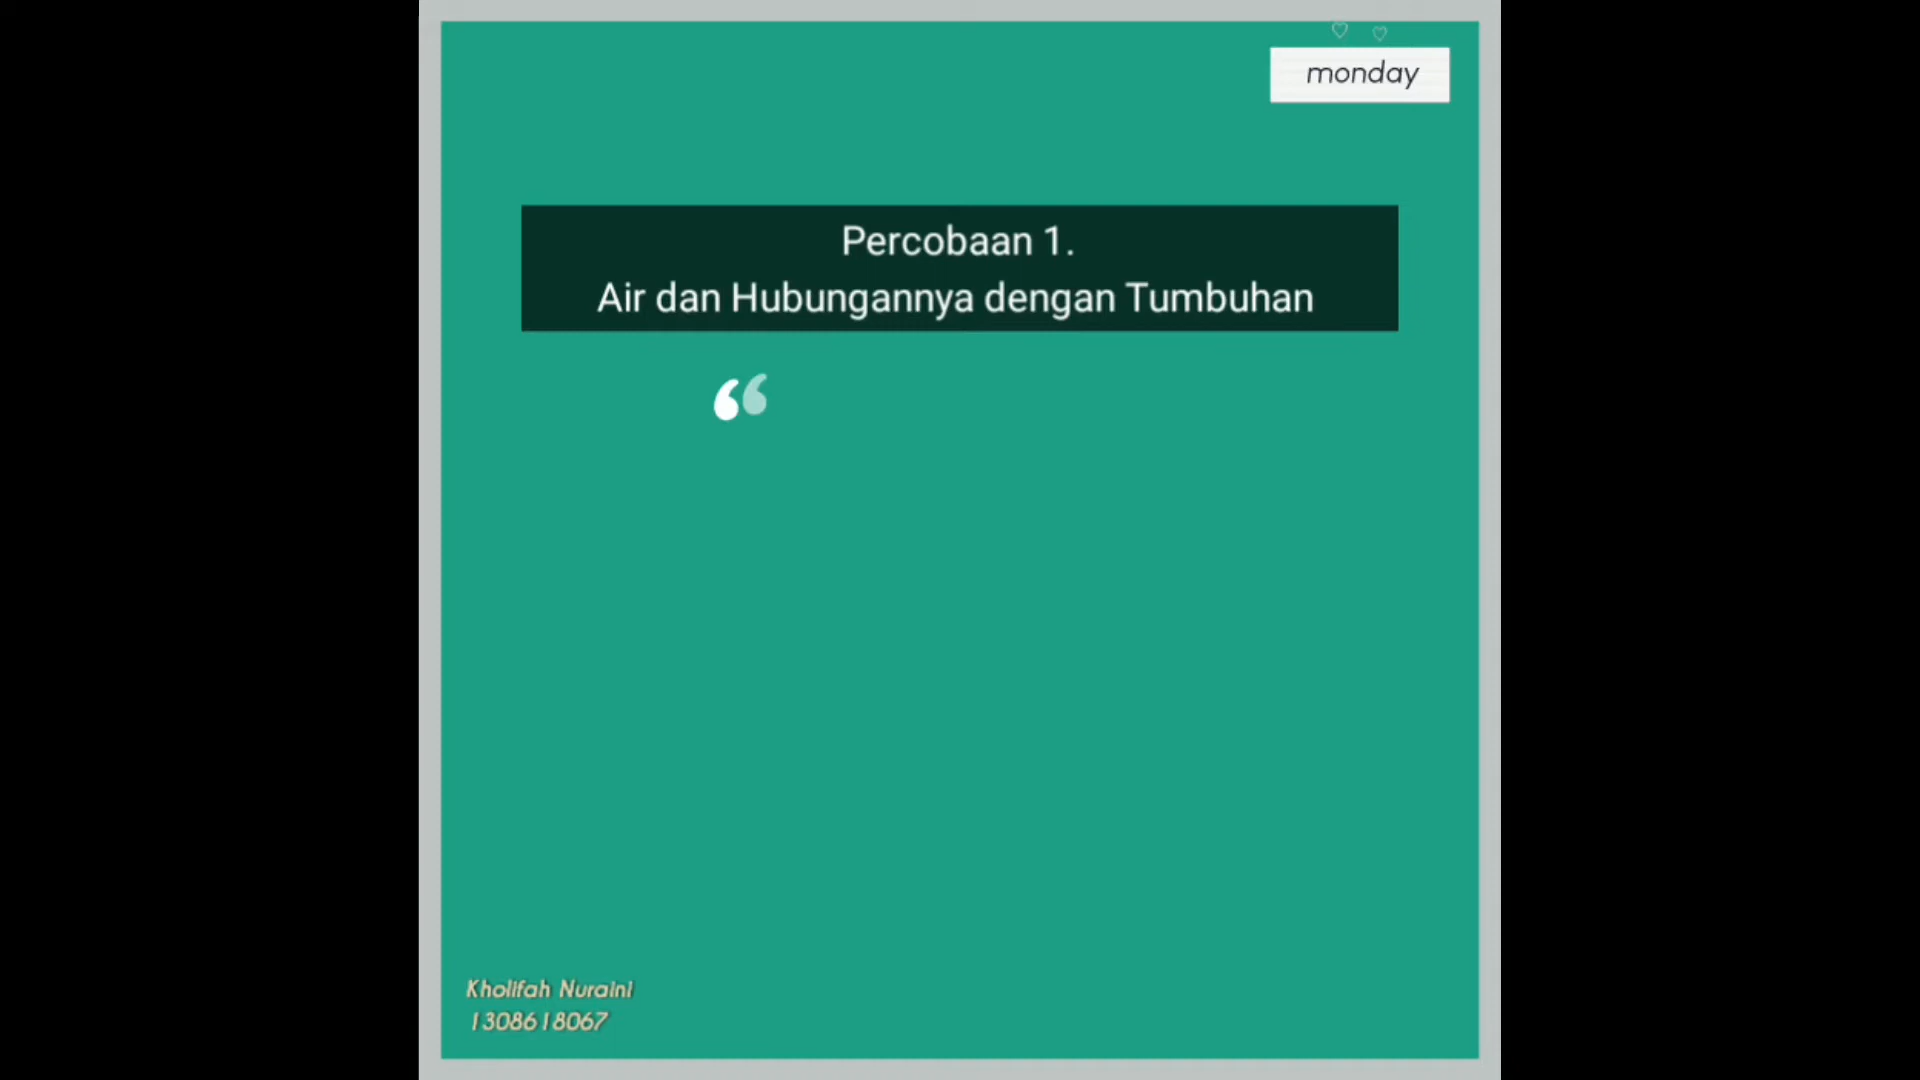 monday
Percobaan 1.
Air dan Hubungannya dengan Tumbuhan
Kholifah Nuraini
1308618067